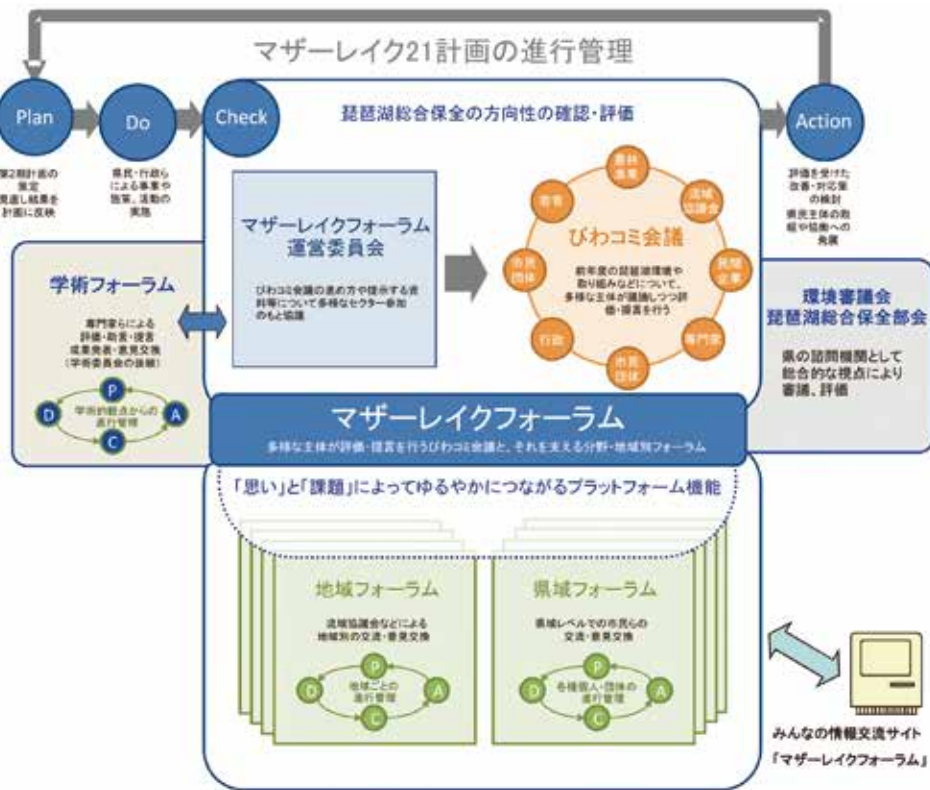 マザーレイク21計画の進行管理
Plan
Do
Check
Action
第2期計画の
策定
見直し結果を
計画に反映
県民・行政ら
による事業や
施策、活動の
実施
評価を受けた
改善・対応策
の検討
県民主体の取
組や協働への
発展
琵琶湖総合保全の方向性の確認・評価
マザーレイクフォーラム
運営委員会
びわコミ会議の進め方や提示する資
料等について多様なセクター参加
のもと協議
びわコミ会議
前年度の琵琶湖環境や
取り組みなどについて、
多様な主体が議論しつつ評
価・提言を行う
農林
漁業
流域
協議会
民間
企業
専門家
市民
団体
行政
市民
団体
学術フォーラム
専門家らによる
評価・助言・提言
成果発表・意見交換
(学術委員会の後継)
P
D
A
C
学術的観点からの
進行管理
環境審議会
琵琶湖総合保全部会
県の諮問機関として
総合的な視点により
審議、評価
マザーレイクフォーラム
多様な主体が評価・提言を行うびわコミ会議と、それを支える分野・地域別フォーラム
「思い」と「課題」によってゆるやかにつながるプラットフォーム機能
地域フォーラム
流域協議会などによる
地域別の交流・意見交換
P
D
A
C
地域ごとの
進行管理
県域フォーラム
県域レベルでの市民らの
交流・意見交換
P
D
A
C
各種個人・団体の
進行管理
みんなの情報交流サイト
「マザーレイクフォーラム」